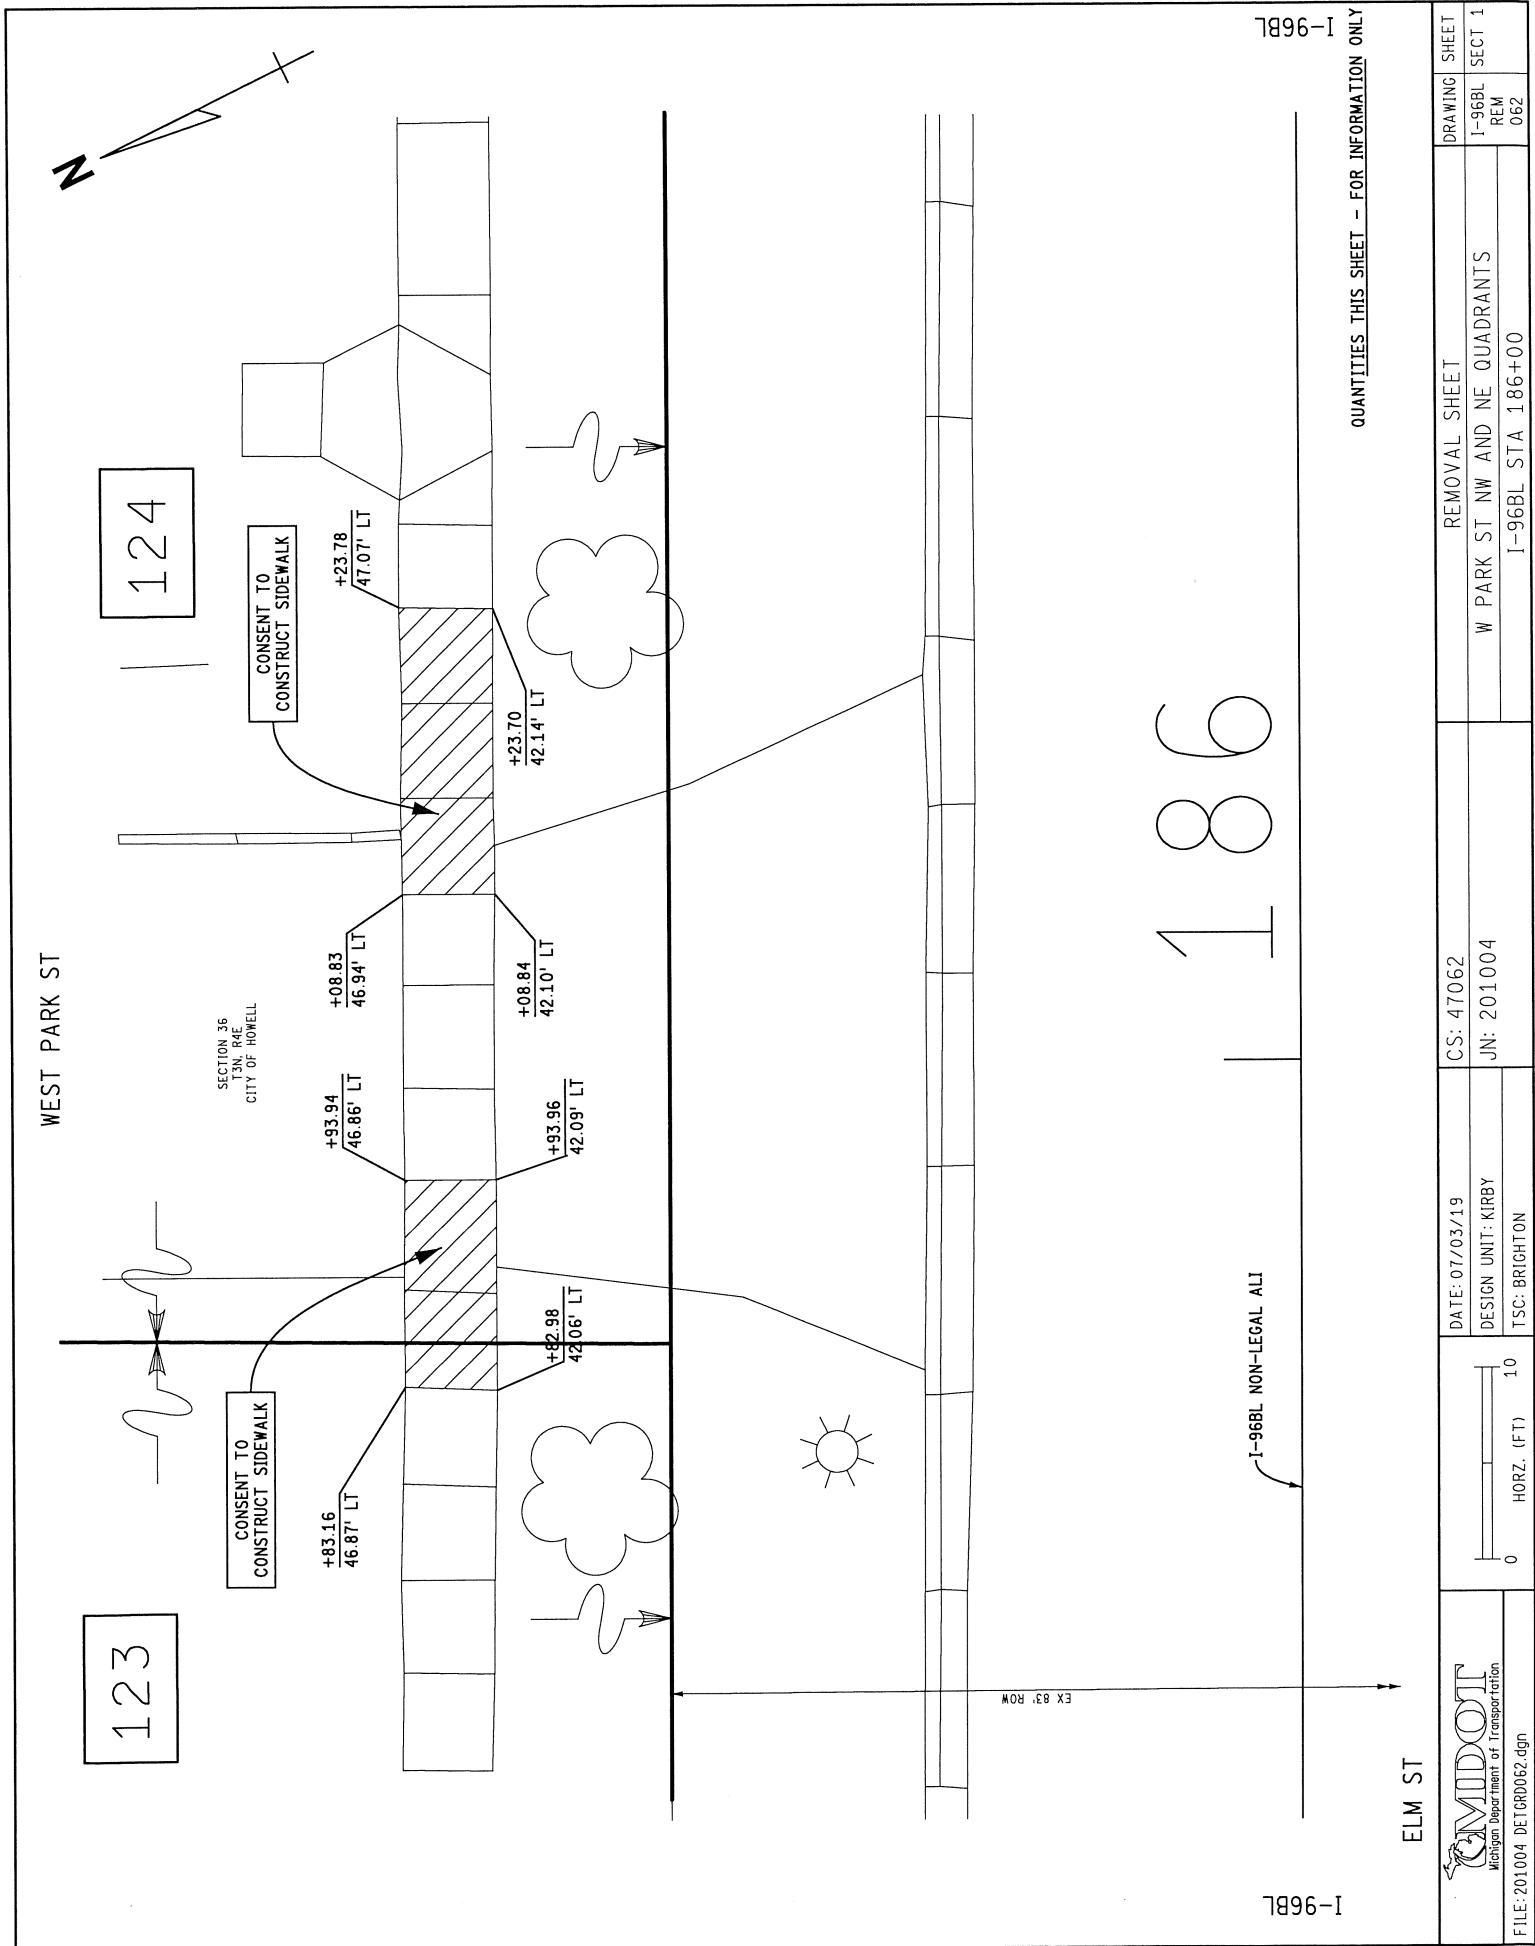 WEST PARK ST
N
123
124
SECTION 36
T3N, R4E
CITY OF HOWELL
CONSENT TO
CONSTRUCT SIDEWALK
CONSENT TO
CONSTRUCT SIDEWALK
+83.16
46.87' LT
+93.94
46.86' LT
+08.83
46.94' LT
+23.78
47.07' LT
+82.98
42.06' LT
+93.96
42.09' LT
+08.84
42.10' LT
+23.70
42.14' LT
EX 83' ROW
186
I-96BL NON-LEGAL ALI
I-96BL
I-96BL
ELM ST
QUANTITIES THIS SHEET - FOR INFORMATION ONLY
MDOT
Michigan Department of Transportation
FILE: 201004 DETGRD062.dgn
0 10
HORZ. (FT)
DATE: 07/03/19
DESIGN UNIT: KIRBY
TSC: BRIGHTON
CS: 47062
JN: 201004
REMOVAL SHEET
W PARK ST NW AND NE QUADRANTS
I-96BL STA 186+00
DRAWING
I-96BL
REM
062
SHEET
SECT 1